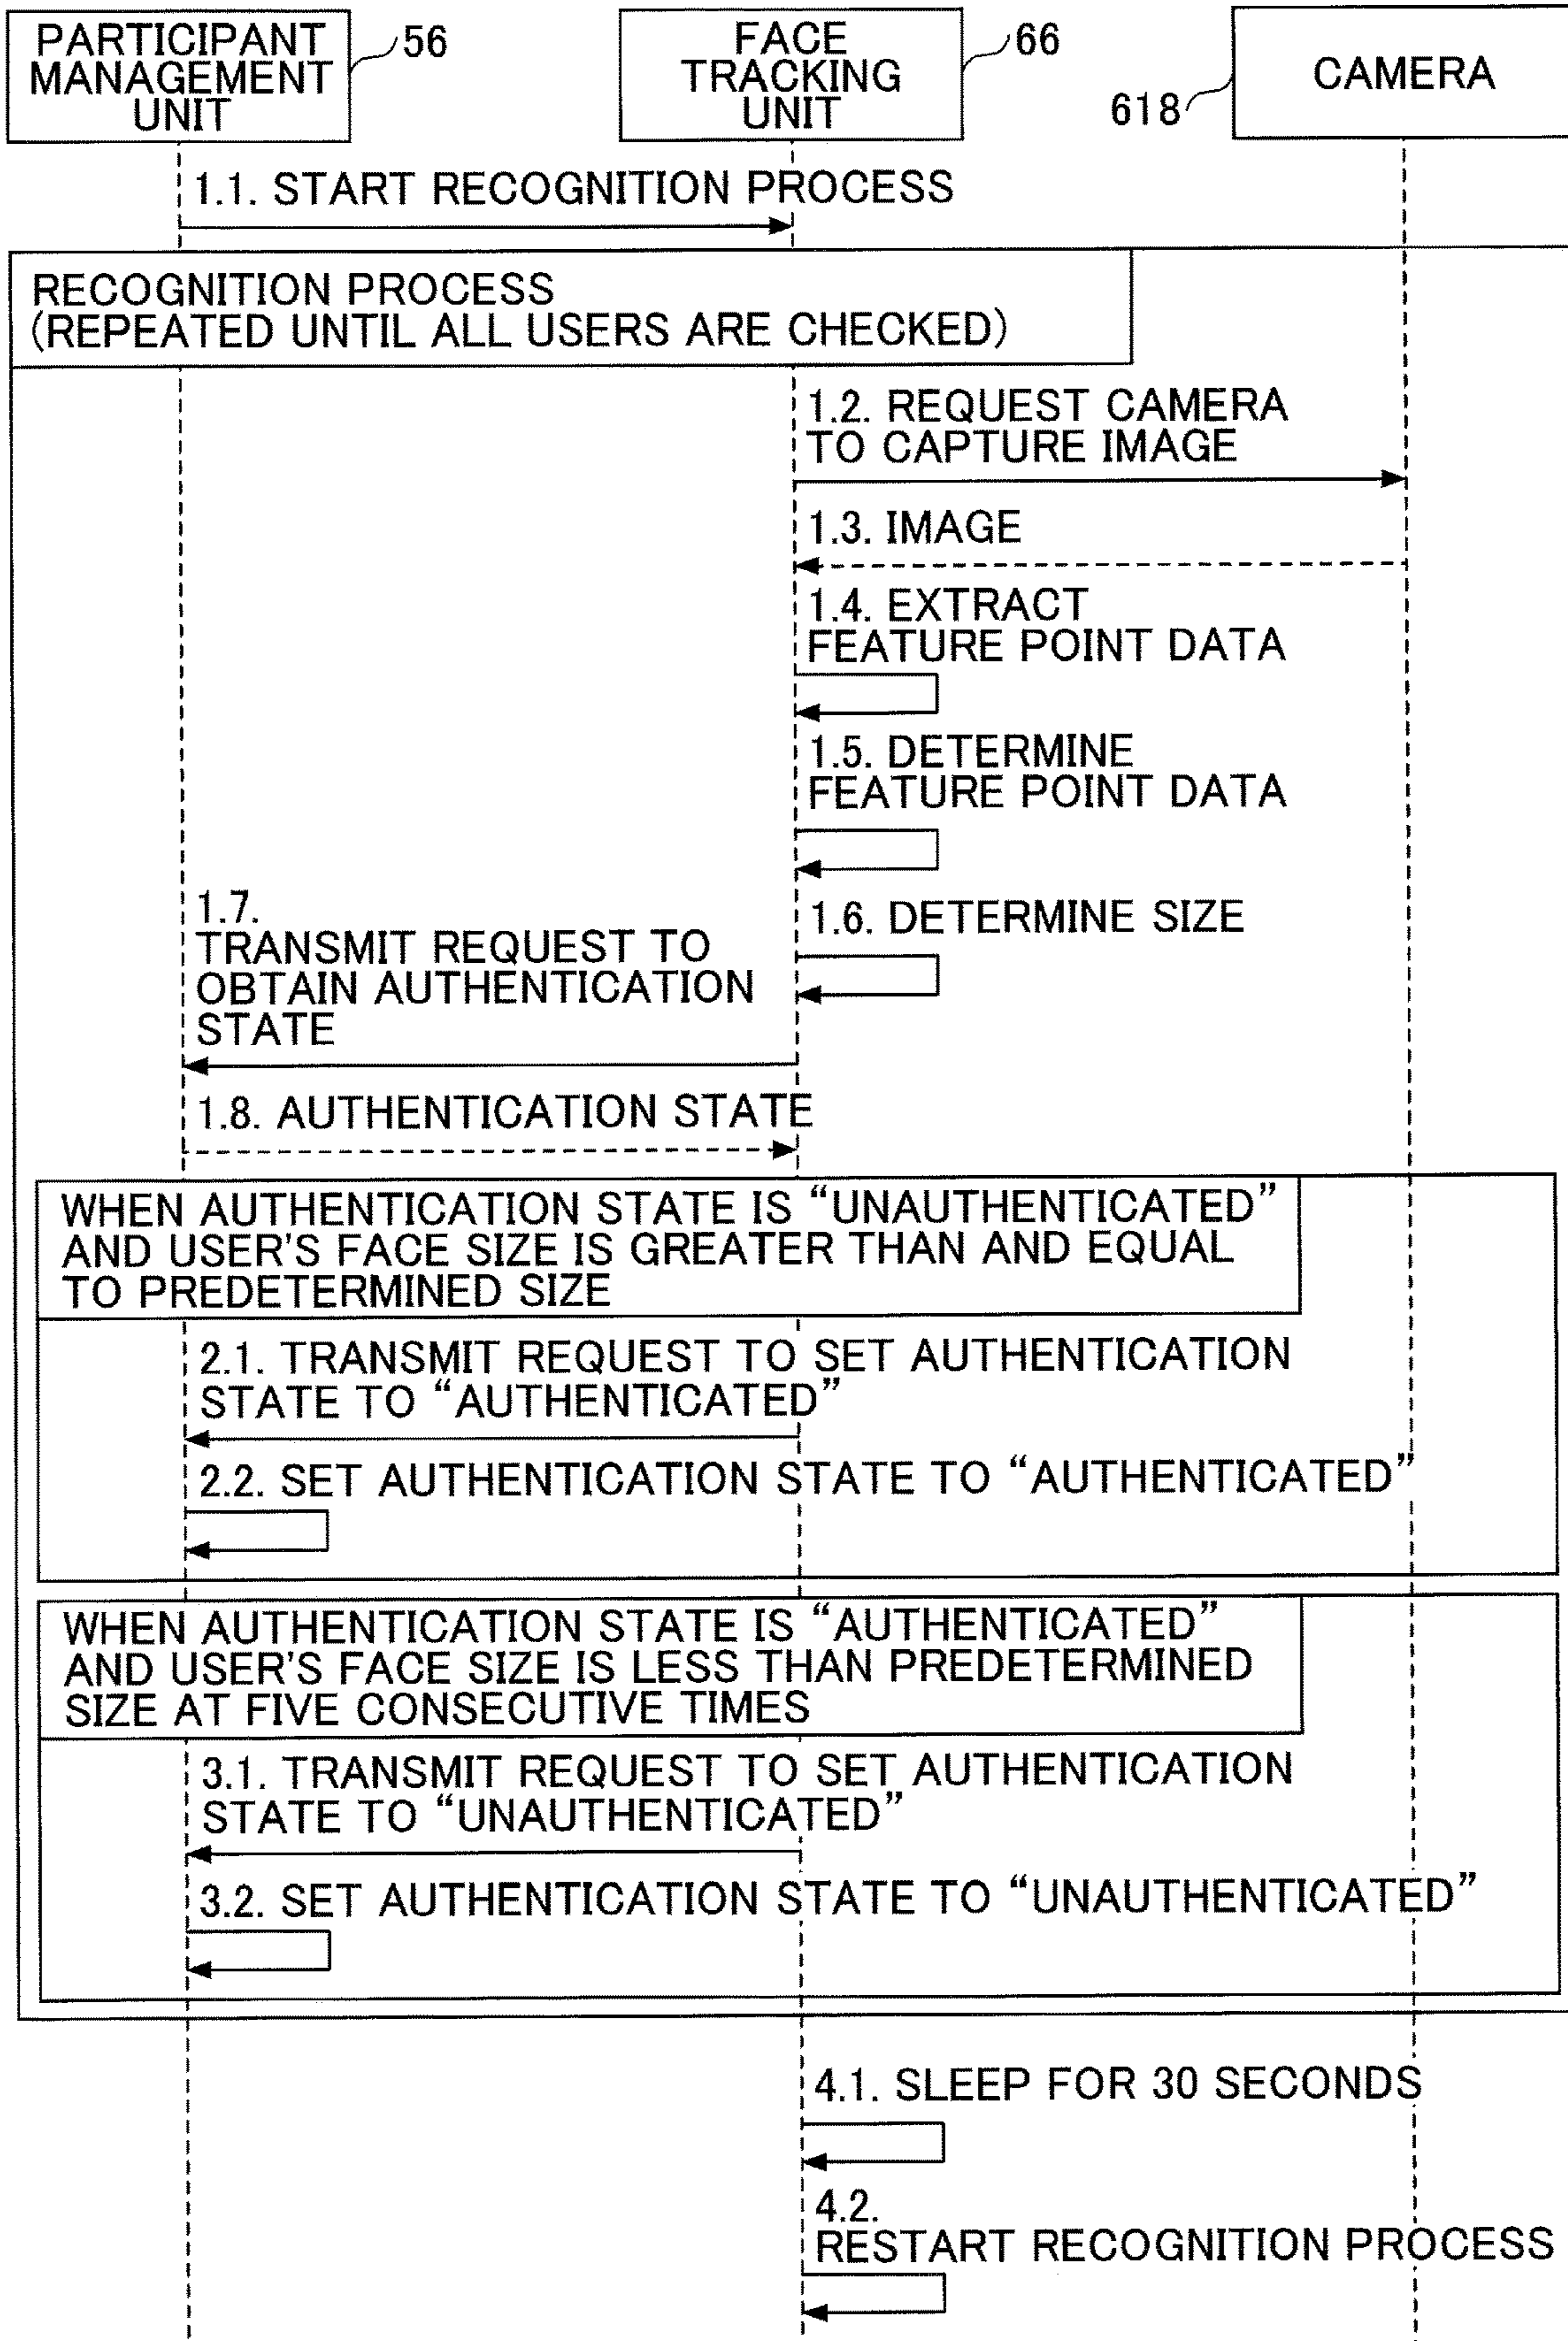 PARTICIPANT
MANAGEMENT
UNIT
56
FACE
TRACKING
UNIT
66
CAMERA
618
1.1. START RECOGNITION PROCESS
RECOGNITION PROCESS
(REPEATED UNTIL ALL USERS ARE CHECKED)
1.2. REQUEST CAMERA
TO CAPTURE IMAGE
1.3. IMAGE
1.4. EXTRACT
FEATURE POINT DATA
1.5. DETERMINE
FEATURE POINT DATA
1.6. DETERMINE SIZE
1.7.
TRANSMIT REQUEST TO
OBTAIN AUTHENTICATION
STATE
1.8. AUTHENTICATION STATE
WHEN AUTHENTICATION STATE IS “UNAUTHENTICATED”
AND USER'S FACE SIZE IS GREATER THAN AND EQUAL
TO PREDETERMINED SIZE
2.1. TRANSMIT REQUEST TO SET AUTHENTICATION
STATE TO “AUTHENTICATED”
2.2. SET AUTHENTICATION STATE TO “AUTHENTICATED”
WHEN AUTHENTICATION STATE IS “AUTHENTICATED”
AND USER'S FACE SIZE IS LESS THAN PREDETERMINED
SIZE AT FIVE CONSECUTIVE TIMES
3.1. TRANSMIT REQUEST TO SET AUTHENTICATION
STATE TO “UNAUTHENTICATED”
3.2. SET AUTHENTICATION STATE TO “UNAUTHENTICATED”
4.1. SLEEP FOR 30 SECONDS
4.2.
RESTART RECOGNITION PROCESS